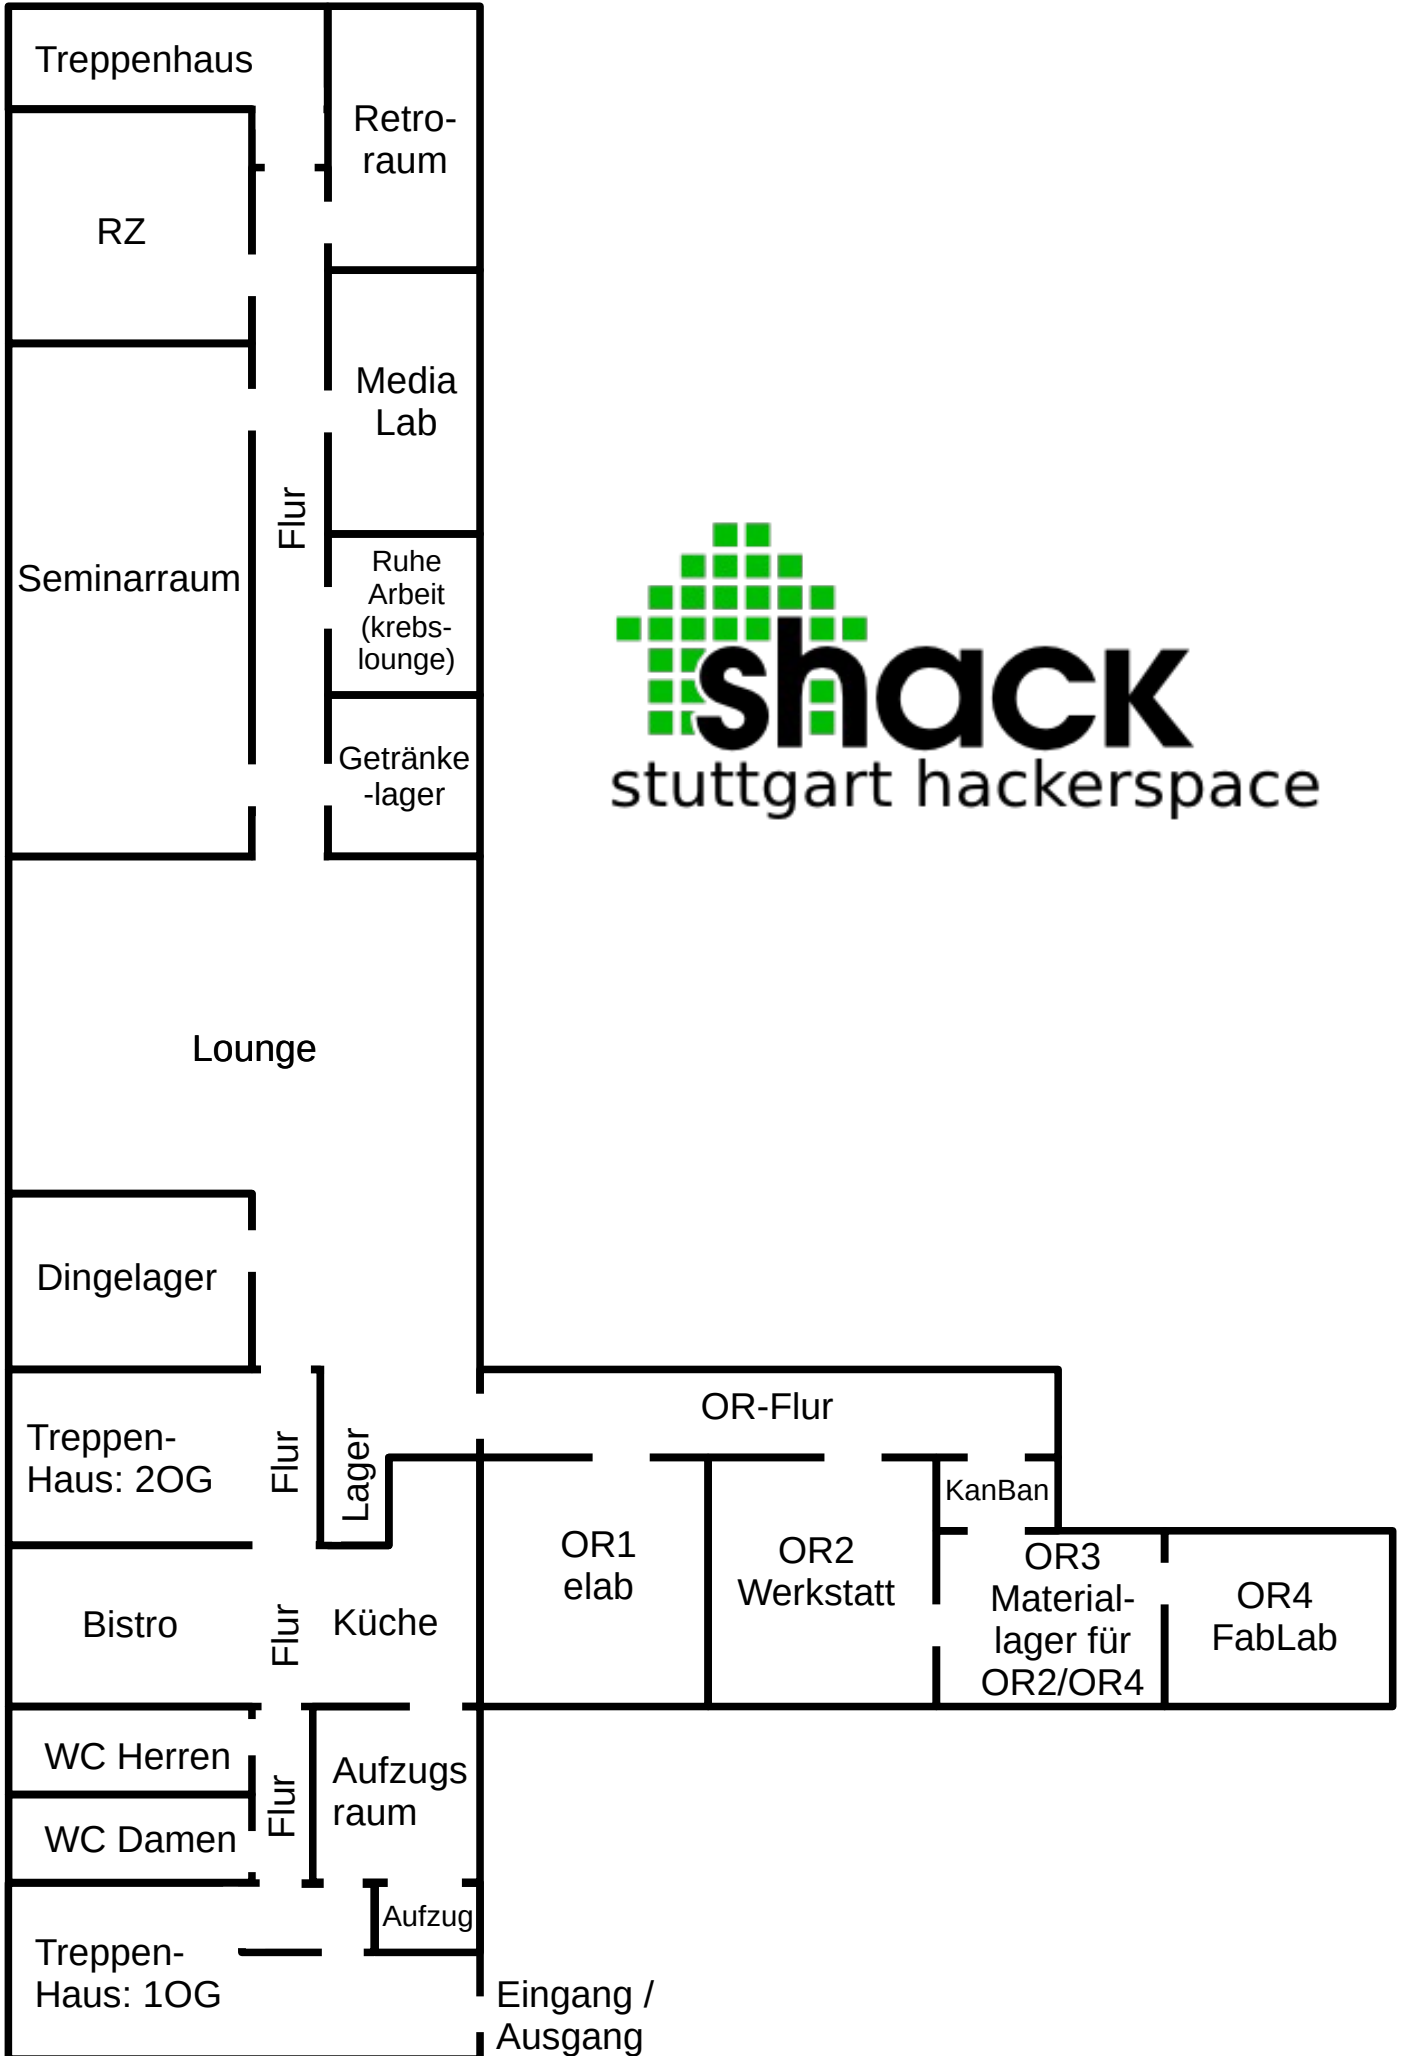 Treppenhaus
Retro-
raum
RZ
Media
Lab
Flur
Seminarraum
Ruhe
Arbeit
(krebs-
lounge)
Getränke
-lager
shack
stuttgart hackerspace
Lounge
Dingelager
Treppen-
Haus: 2OG
Flur
Lager
OR-Flur
KanBan
OR1
elab
OR2
Werkstatt
OR3
Material-
lager für
OR2/OR4
OR4
FabLab
Bistro
Flur
Küche
WC Herren
WC Damen
Flur
Aufzugs
raum
Aufzug
Treppen-
Haus: 1OG
Eingang /
Ausgang